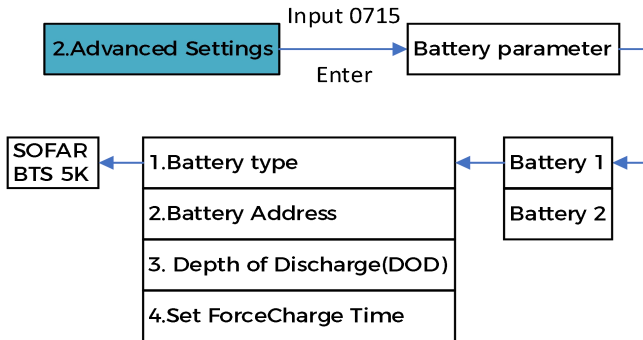 Input 0715
2.Advanced Settings
Battery parameter
Enter
SOFAR
BTS 5K
1.Battery type
Battery 1
2.Battery Address
Battery 2
3. Depth of Discharge(DOD)
4.Set ForceCharge Time